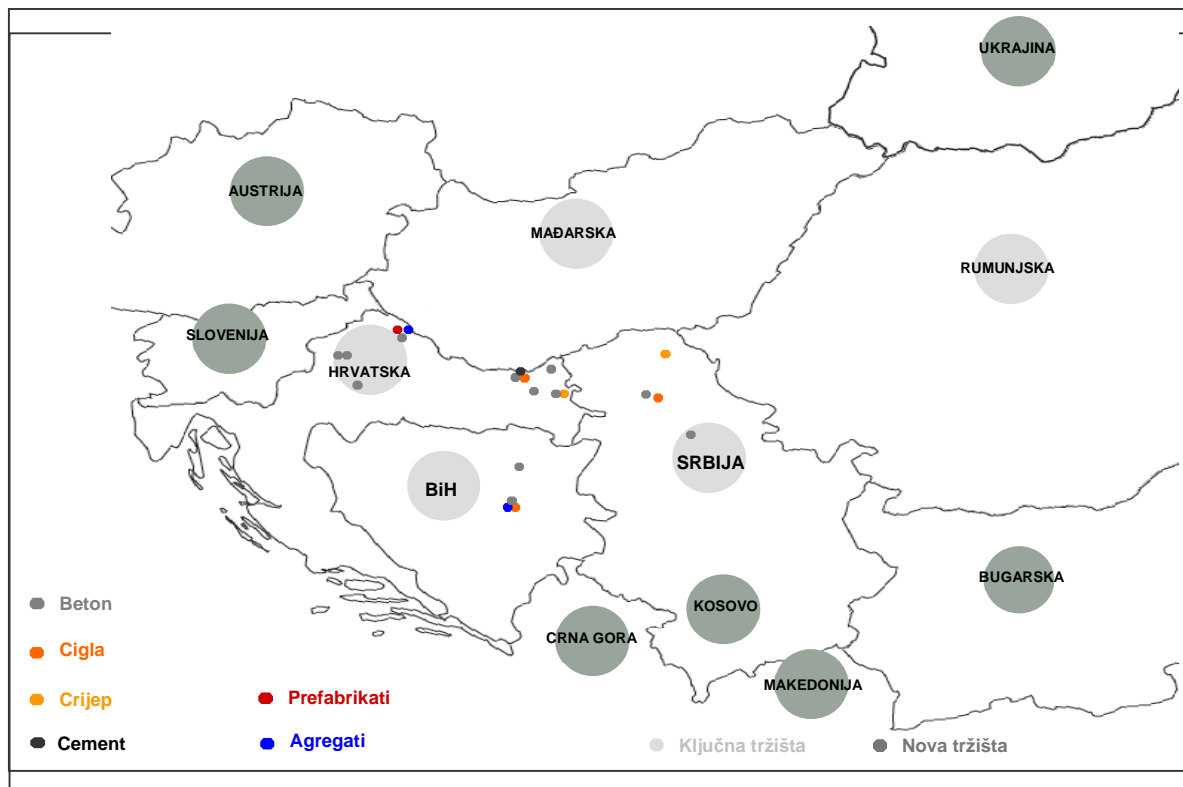 UKRAJINA
AUSTRIJA
MAĐARSKA
RUMUNJSKA
SLOVENIJA
HRVATSKA
SRBIJA
BiH
BUGARSKA
KOSOVO
CRNA GORA
MAKEDONIJA
Beton
Cigla
Crijep
Cement
Prefabrikati
Agregati
Ključna tržišta
Nova tržišta